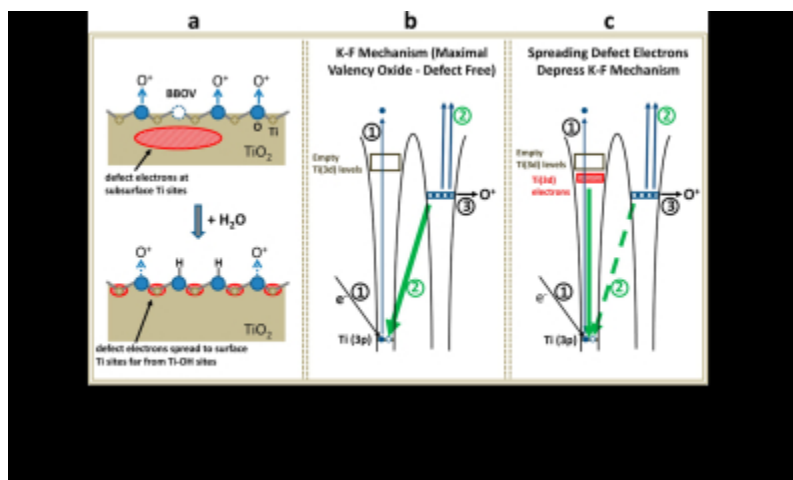 a
O⁺
O⁺
O⁺
BBOV
O
Ti
TiO₂
defect electrons at
subsurface Ti sites
+ H₂O
O⁺
H
H
O⁺
TiO₂
defect electrons spread to surface
Ti sites far from Ti-OH sites
b
K-F Mechanism (Maximal
Valency Oxide - Defect Free)
①
②
Empty
Ti(3d) levels
O⁺
③
②
e⁻
①
Ti (3p)
c
Spreading Defect Electrons
Depress K-F Mechanism
①
②
Empty
Ti(3d) levels
Ti(3d)
electrons
O⁺
③
②
e⁻
①
Ti (3p)